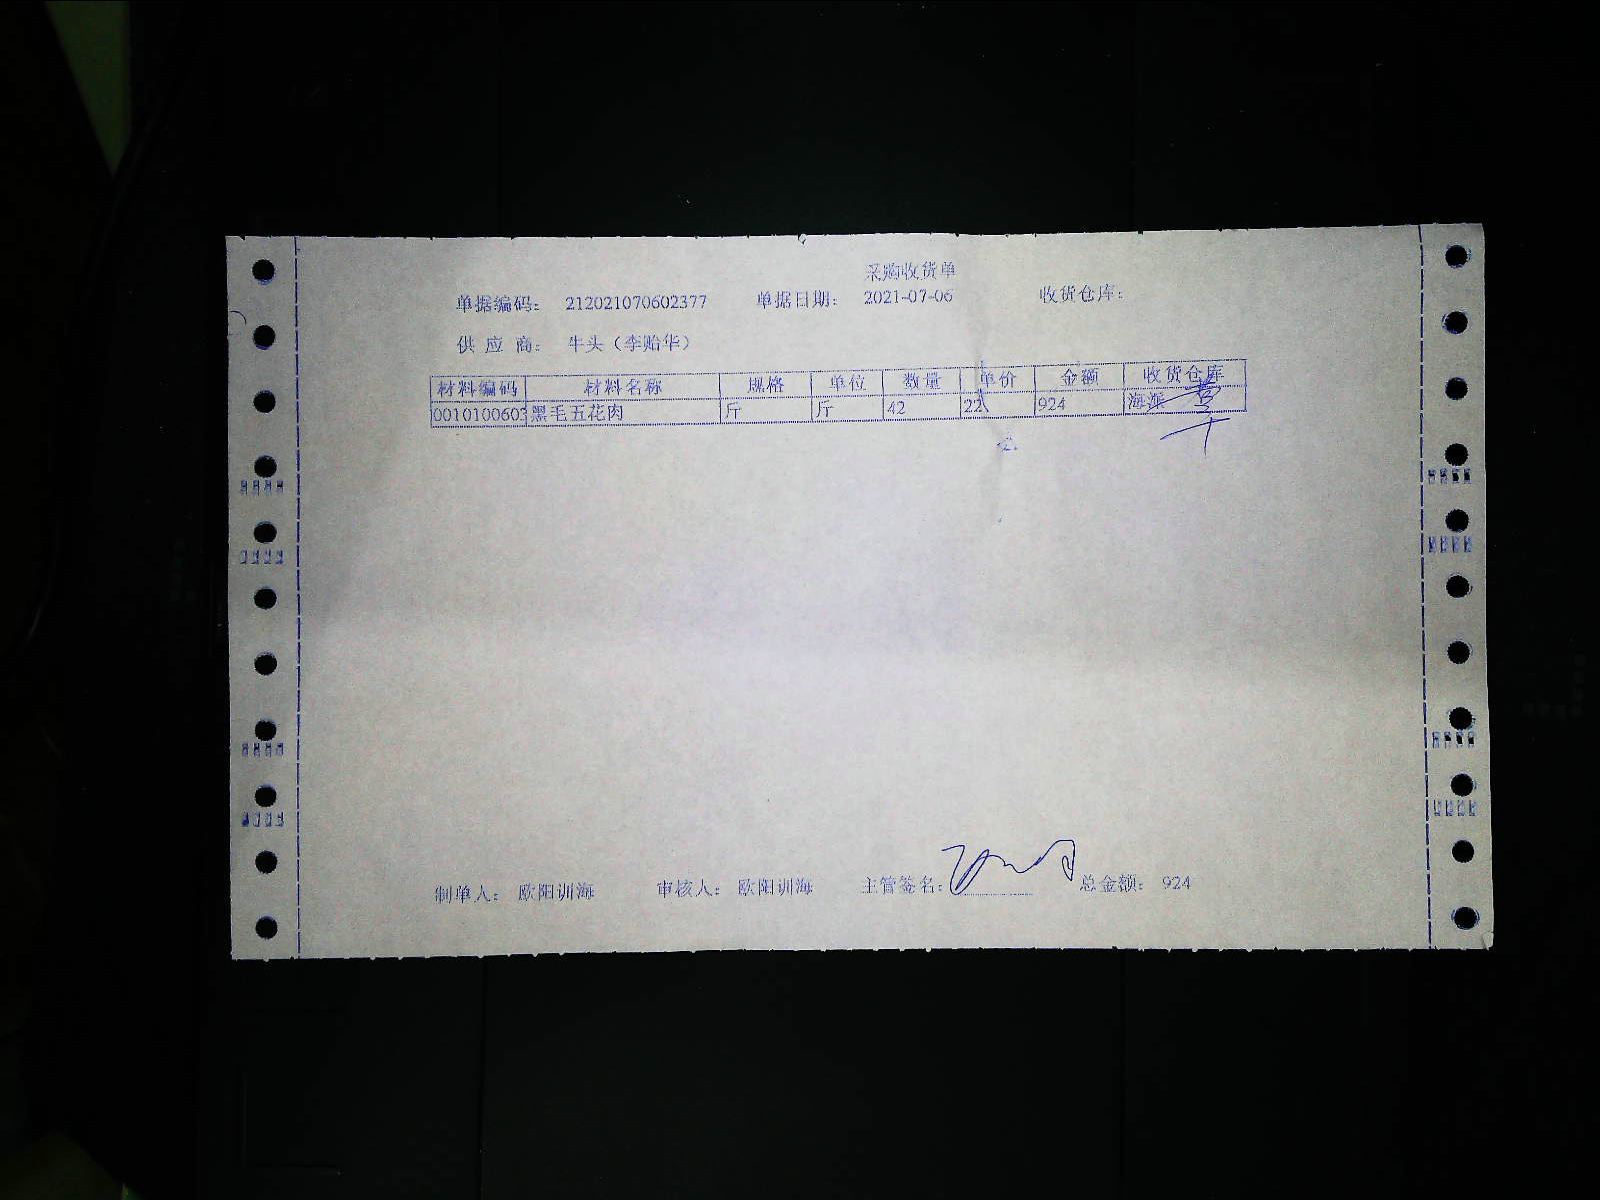 采购收货单
单据编码： 212021070602377 单据日期： 2021-07-06 收货仓库：
供 应 商： 牛头（李贻华）
材料编码 材料名称 规格 单位 数量 单价 金额 收货仓库
0010100603 黑毛五花肉 斤 斤 42 22 924 海滨
制单人： 欧阳训海 审核人： 欧阳训海 主管签名： 总金额： 924